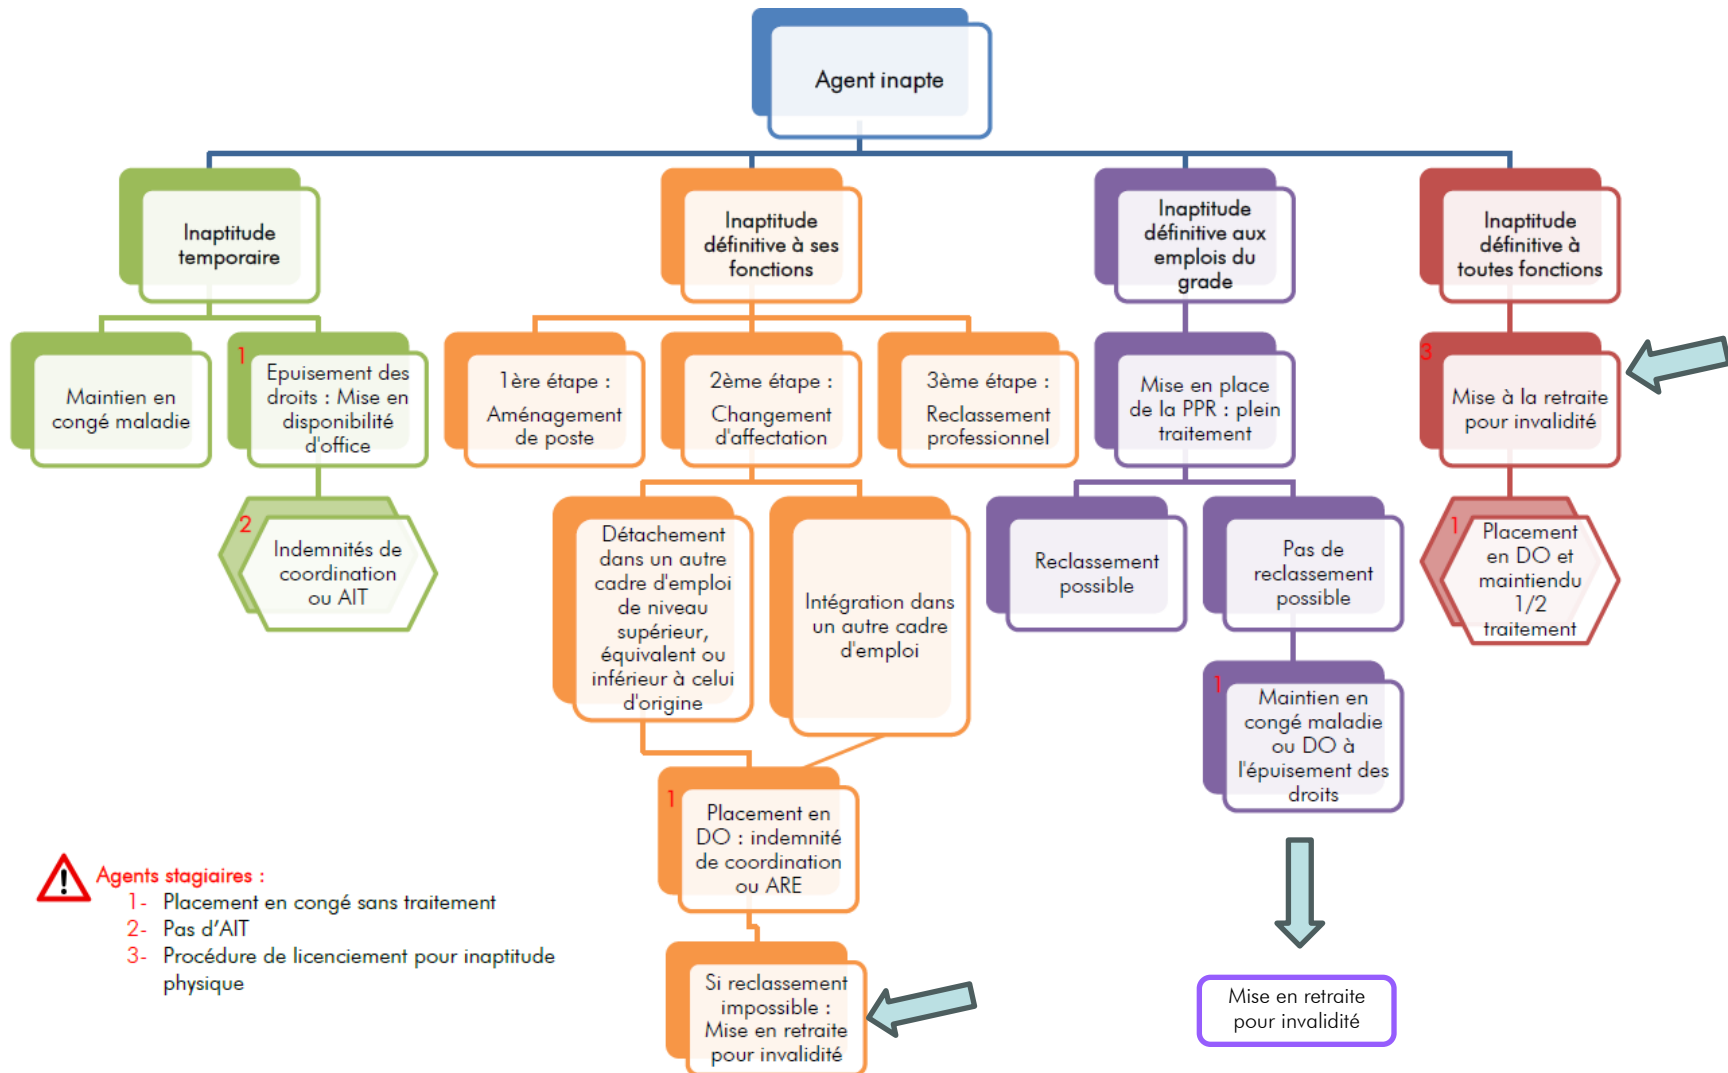 Agent inapte
Inaptitude
temporaire
Inaptitude
définitive à ses
fonctions
Inaptitude
définitive aux
emplois du
grade
Inaptitude
définitive à
toutes fonctions
Maintien en
congé maladie
1
Epuisement des
droits : Mise en
disponibilité
d'office
1ère étape :
Aménagement
de poste
2ème étape :
Changement
d'affectation
3ème étape :
Reclassement
professionnel
Mise en place
de la PPR : plein
traitement
3
Mise à la retraite
pour invalidité
2
Indemnités de
coordination
ou AIT
Détachement
dans un autre
cadre d'emploi
de niveau
supérieur,
équivalent ou
inférieur à celui
d'origine
Intégration dans
un autre cadre
d'emploi
Reclassement
possible
Pas de
reclassement
possible
1
Placement
en DO et
maintiendu
1/2
traitement
1
Placement en
DO : indemnité
de coordination
ou ARE
1
Maintien en
congé maladie
ou DO à
l'épuisement des
droits
Si reclassement
impossible :
Mise en retraite
pour invalidité
Mise en retraite
pour invalidité
!
Agents stagiaires :
1- Placement en congé sans traitement
2- Pas d'AIT
3- Procédure de licenciement pour inaptitude
physique